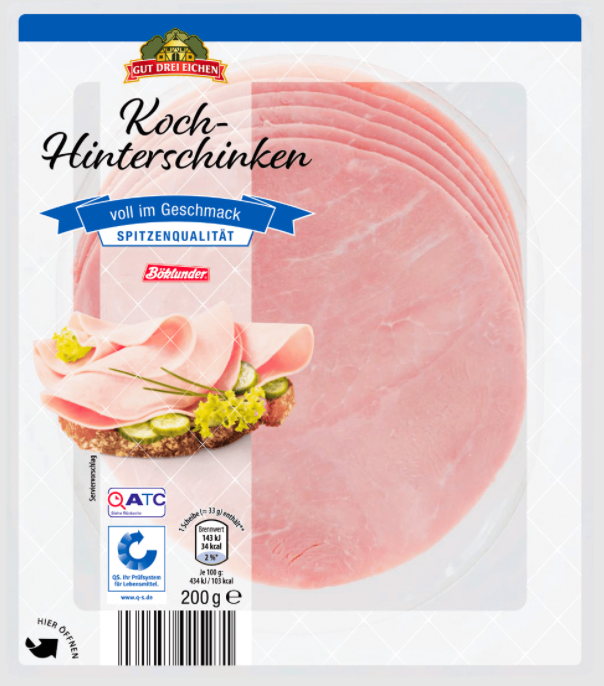 GUT DREI EICHEN
Koch-
Hinterschinken
voll im Geschmack
SPITZENQUALITÄT
Böklunder
Serviervorschlag
QATC
1 Scheibe (= 33 g) enthält**
Brennwert
143 kJ
34 kcal
2 %*
Je 100 g:
434 kJ / 103 kcal
QS. Ihr Prüfsystem
für Lebensmittel.
www.q-s.de
200 g e
HIER ÖFFNEN